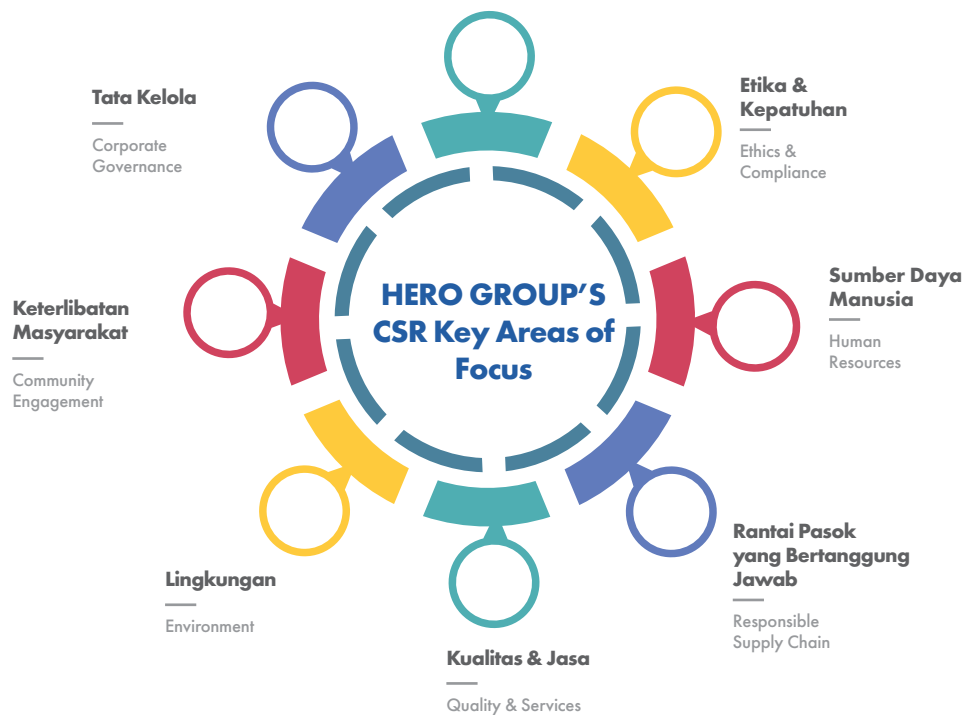 Tata Kelola
Corporate
Governance
Etika &
Kepatuhan
Ethics &
Compliance
HERO GROUP'S
CSR Key Areas of
Focus
Keterlibatan
Masyarakat
Community
Engagement
Sumber Daya
Manusia
Human
Resources
Lingkungan
Environment
Rantai Pasok
yang Bertanggung
Jawab
Responsible
Supply Chain
Kualitas & Jasa
Quality & Services